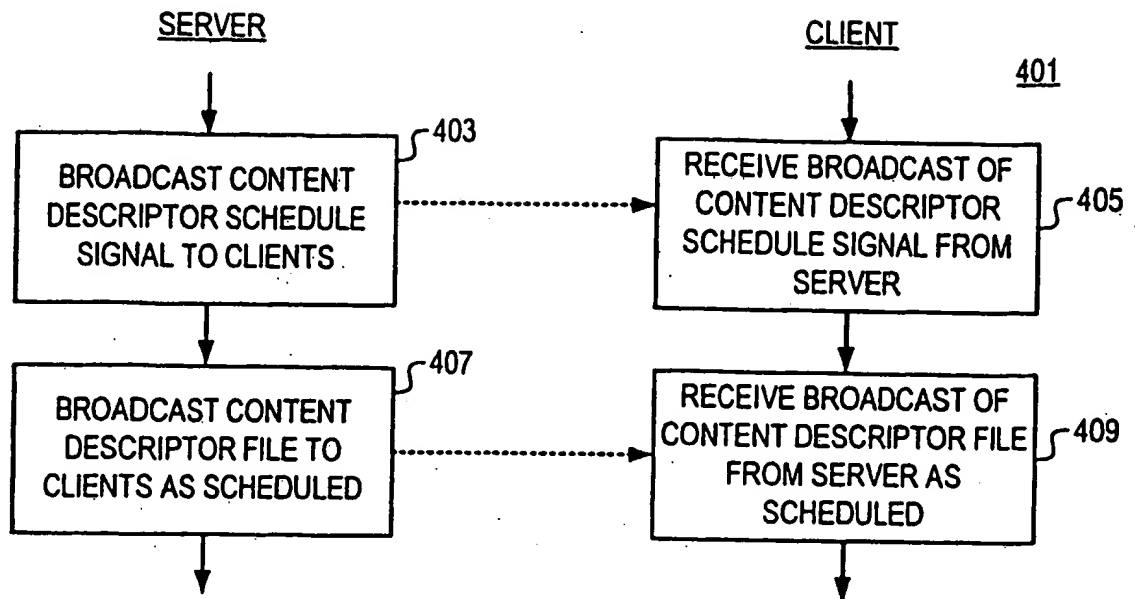 SERVER
CLIENT
401
403
BROADCAST CONTENT
DESCRIPTOR SCHEDULE
SIGNAL TO CLIENTS
RECEIVE BROADCAST OF
CONTENT DESCRIPTOR
SCHEDULE SIGNAL FROM
SERVER
405
407
BROADCAST CONTENT
DESCRIPTOR FILE TO
CLIENTS AS SCHEDULED
RECEIVE BROADCAST OF
CONTENT DESCRIPTOR FILE
FROM SERVER AS
SCHEDULED
409